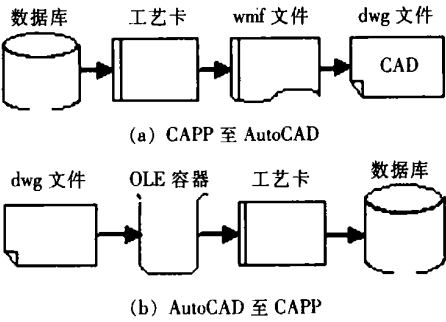 数据库 工艺卡 wmif 文件 dwg 文件
CAD
(a) CAPP 至 AutoCAD
dwg 文件 OLE 容器 工艺卡 数据库
(b) AutoCAD 至 CAPP